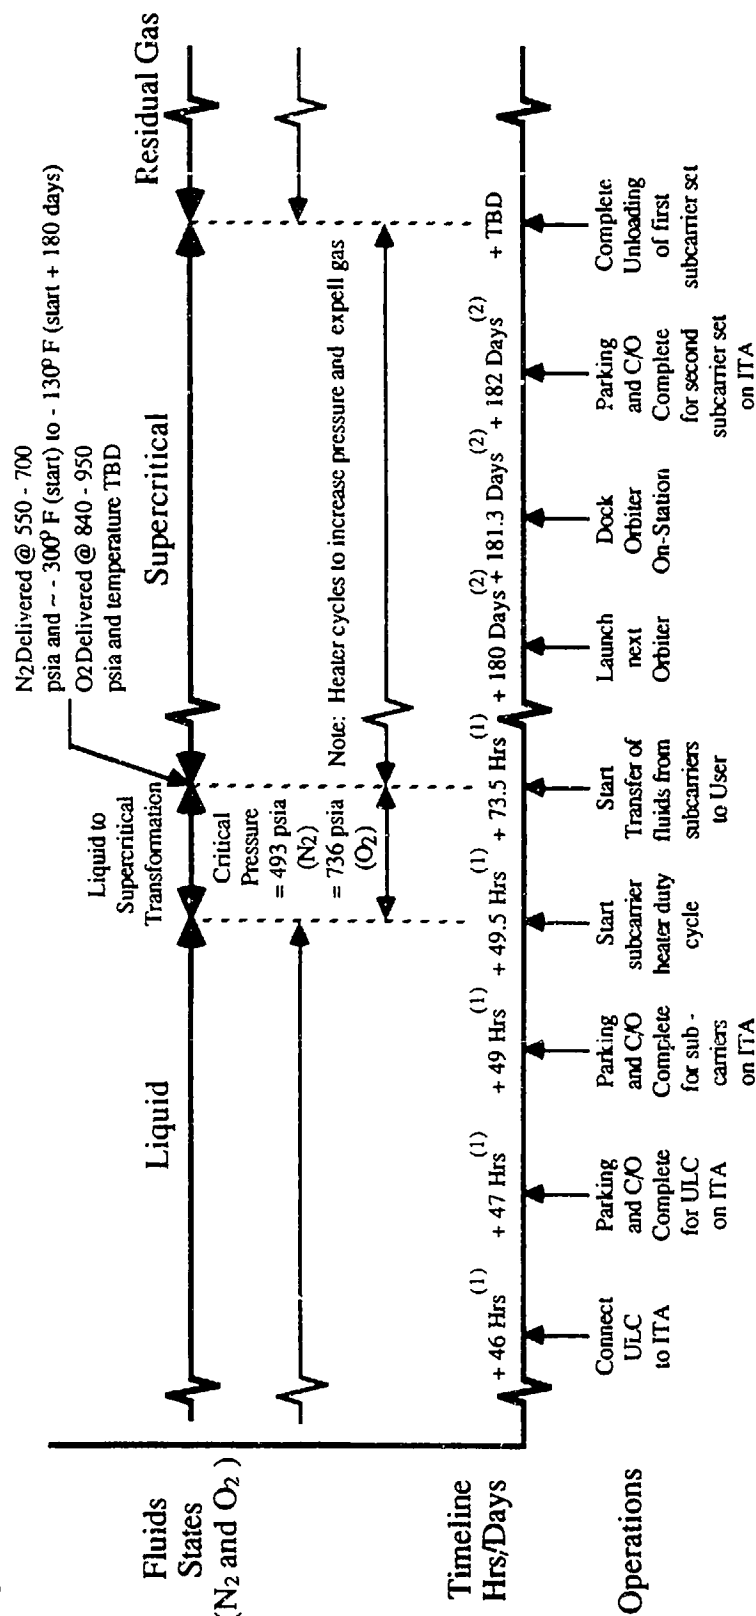 N2 Delivered @ 550 - 700
psia and ~ - 300⁰ F (start) to - 130⁰ F (start + 180 days)
O2 Delivered @ 840 - 950
psia and temperature TBD
Fluids
States
(N2 and O2)
Liquid
Liquid to
Supercritical
Transformation
Supercritical
Residual Gas
Critical
Pressure
= 493 psia
(N2)
= 736 psia
(O2)
Note: Heater cycles to increase pressure and expell gas
Timeline
Hrs/Days
+ 46 Hrs (1)
+ 47 Hrs (1)
+ 49 Hrs (1)
+ 49.5 Hrs (1)
+ 73.5 Hrs (1)
+ 180 Days (2)
+ 181.3 Days (2)
+ 182 Days (2)
+ TBD
Operations
Connect
ULC
to ITA
Parking
and C/O
Complete
for ULC
on ITA
Parking
and C/O
Complete
for sub -
carriers
on ITA
Start
subcarrier
heater duty
cycle
Start
Transfer of
fluids from
subcarriers
to User
Launch
next
Orbiter
Dock
Orbiter
On-Station
Parking
and C/O
Complete
for second
subcarrier set
on ITA
Complete
Unloading
of first
subcarrier set